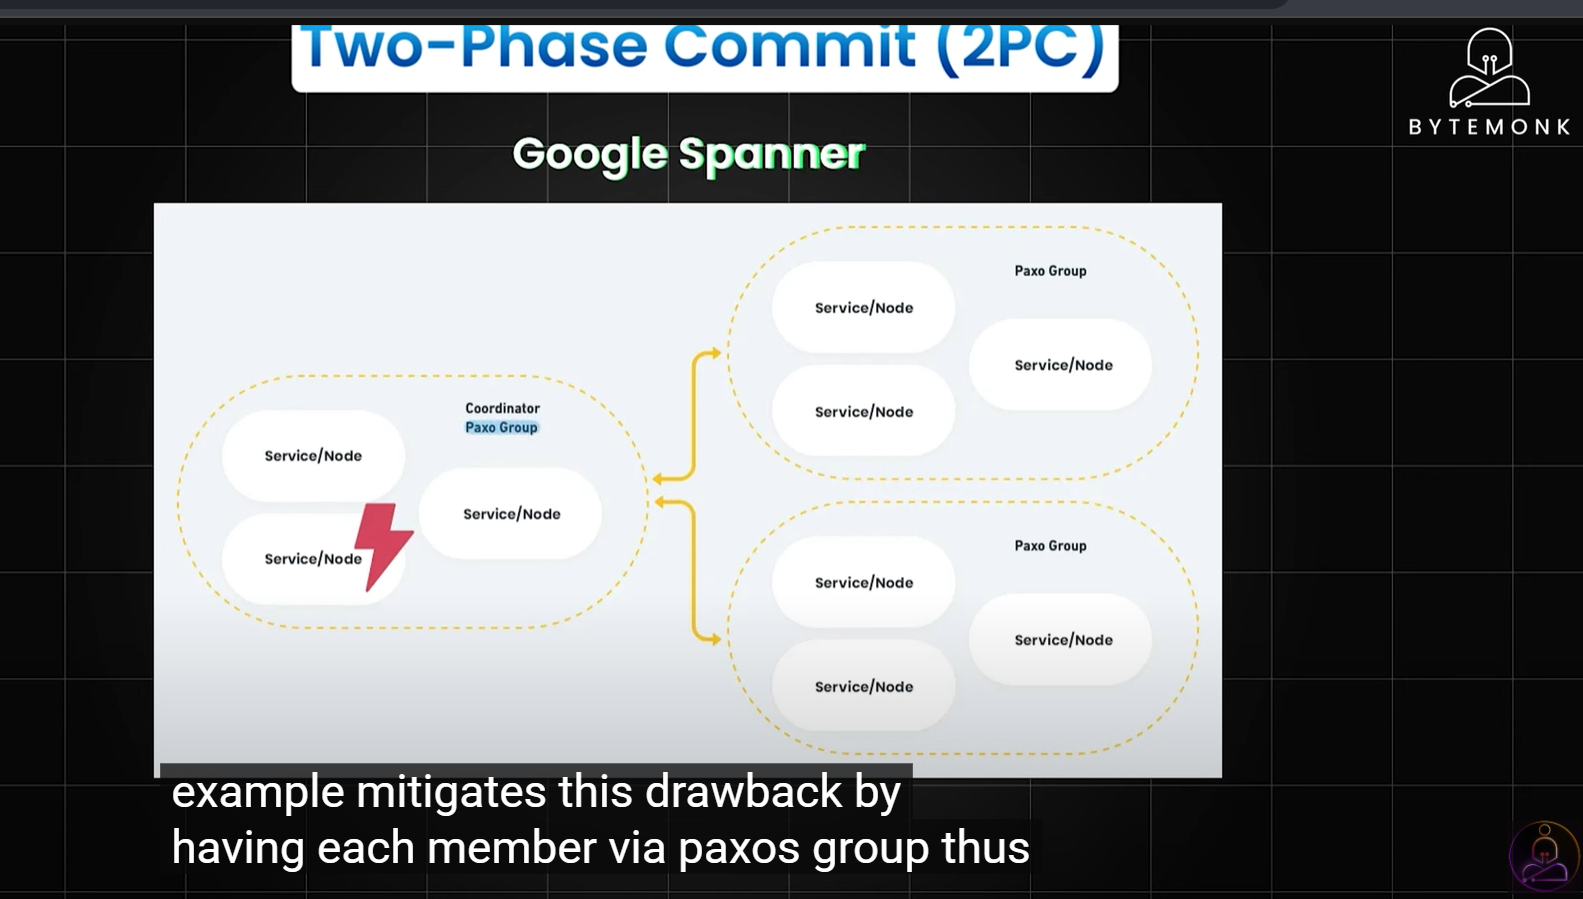 Two-Phase Commit (2PC)
BYTEMONK
Google Spanner
Paxo Group
Service/Node
Service/Node
Service/Node
Coordinator
Paxo Group
Service/Node
Service/Node
Service/Node
Paxo Group
Service/Node
Service/Node
Service/Node
example mitigates this drawback by
having each member via paxos group thus